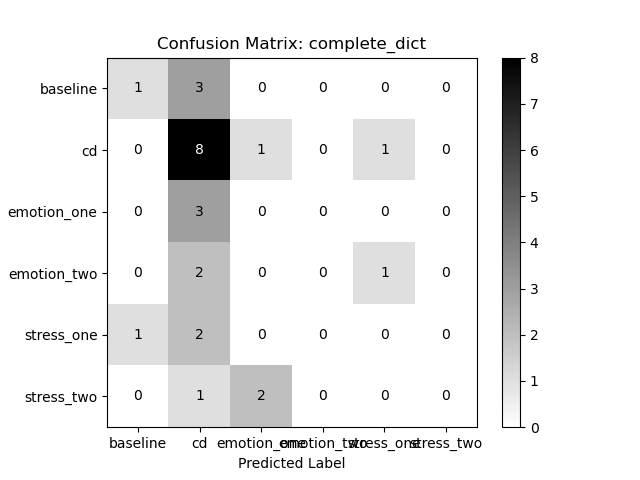 Confusion Matrix: complete_dict
baseline 1 3 0 0 0 0
cd 0 8 1 0 1 0
emotion_one 0 3 0 0 0 0
emotion_two 0 2 0 0 1 0
stress_one 1 2 0 0 0 0
stress_two 0 1 2 0 0 0
baseline cd emotion_one emotion_two stress_one stress_two
Predicted Label
8
7
6
5
4
3
2
1
0